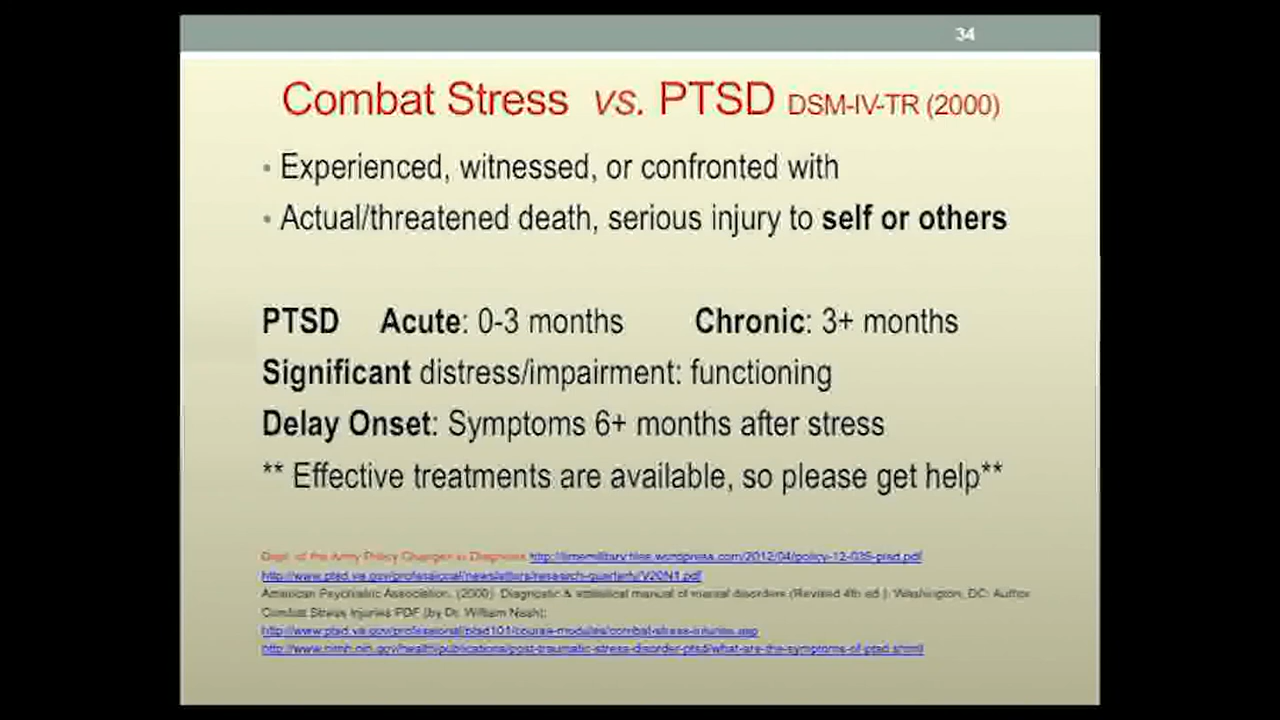 34
Combat Stress vs. PTSD DSM-IV-TR (2000)
• Experienced, witnessed, or confronted with
• Actual/threatened death, serious injury to self or others
PTSD Acute: 0-3 months Chronic: 3+ months
Significant distress/impairment: functioning
Delay Onset: Symptoms 6+ months after stress
** Effective treatments are available, so please get help**
Dept. of the Army Policy Changes in Diagnosis http://timemilitary.files.wordpress.com/2012/04/policy-12-035-ptsd.pdf
http://www.ptsd.va.gov/professional/newsletters/research-quarterly/V20N1.pdf
American Psychiatric Association. (2000). Diagnostic & statistical manual of mental disorders (Revised 4th ed.). Washington, DC: Author.
Combat Stress Injuries PDF (by Dr. William Nash):
http://www.ptsd.va.gov/professional/ptsd101/course-modules/combat-stress-injuries.asp
http://www.nimh.nih.gov/health/publications/post-traumatic-stress-disorder-ptsd/what-are-the-symptoms-of-ptsd.shtml